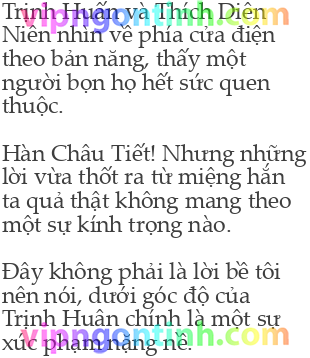 Trịnh Huấn và Thích Diên
Niên nhìn về phía cửa điện
theo bản năng, thấy một
người bọn họ hết sức quen
thuộc.
Hàn Châu Tiết! Nhưng những
lời vừa thốt ra từ miệng hắn
ta quả thật không mang theo
một sự kính trọng nào.
Đây không phải là lời bề tôi
nên nói, dưới góc độ của
Trịnh Huân chính là một sự
xúc phạm nặng nề.
vipngontinh.com
vipngontinh.com